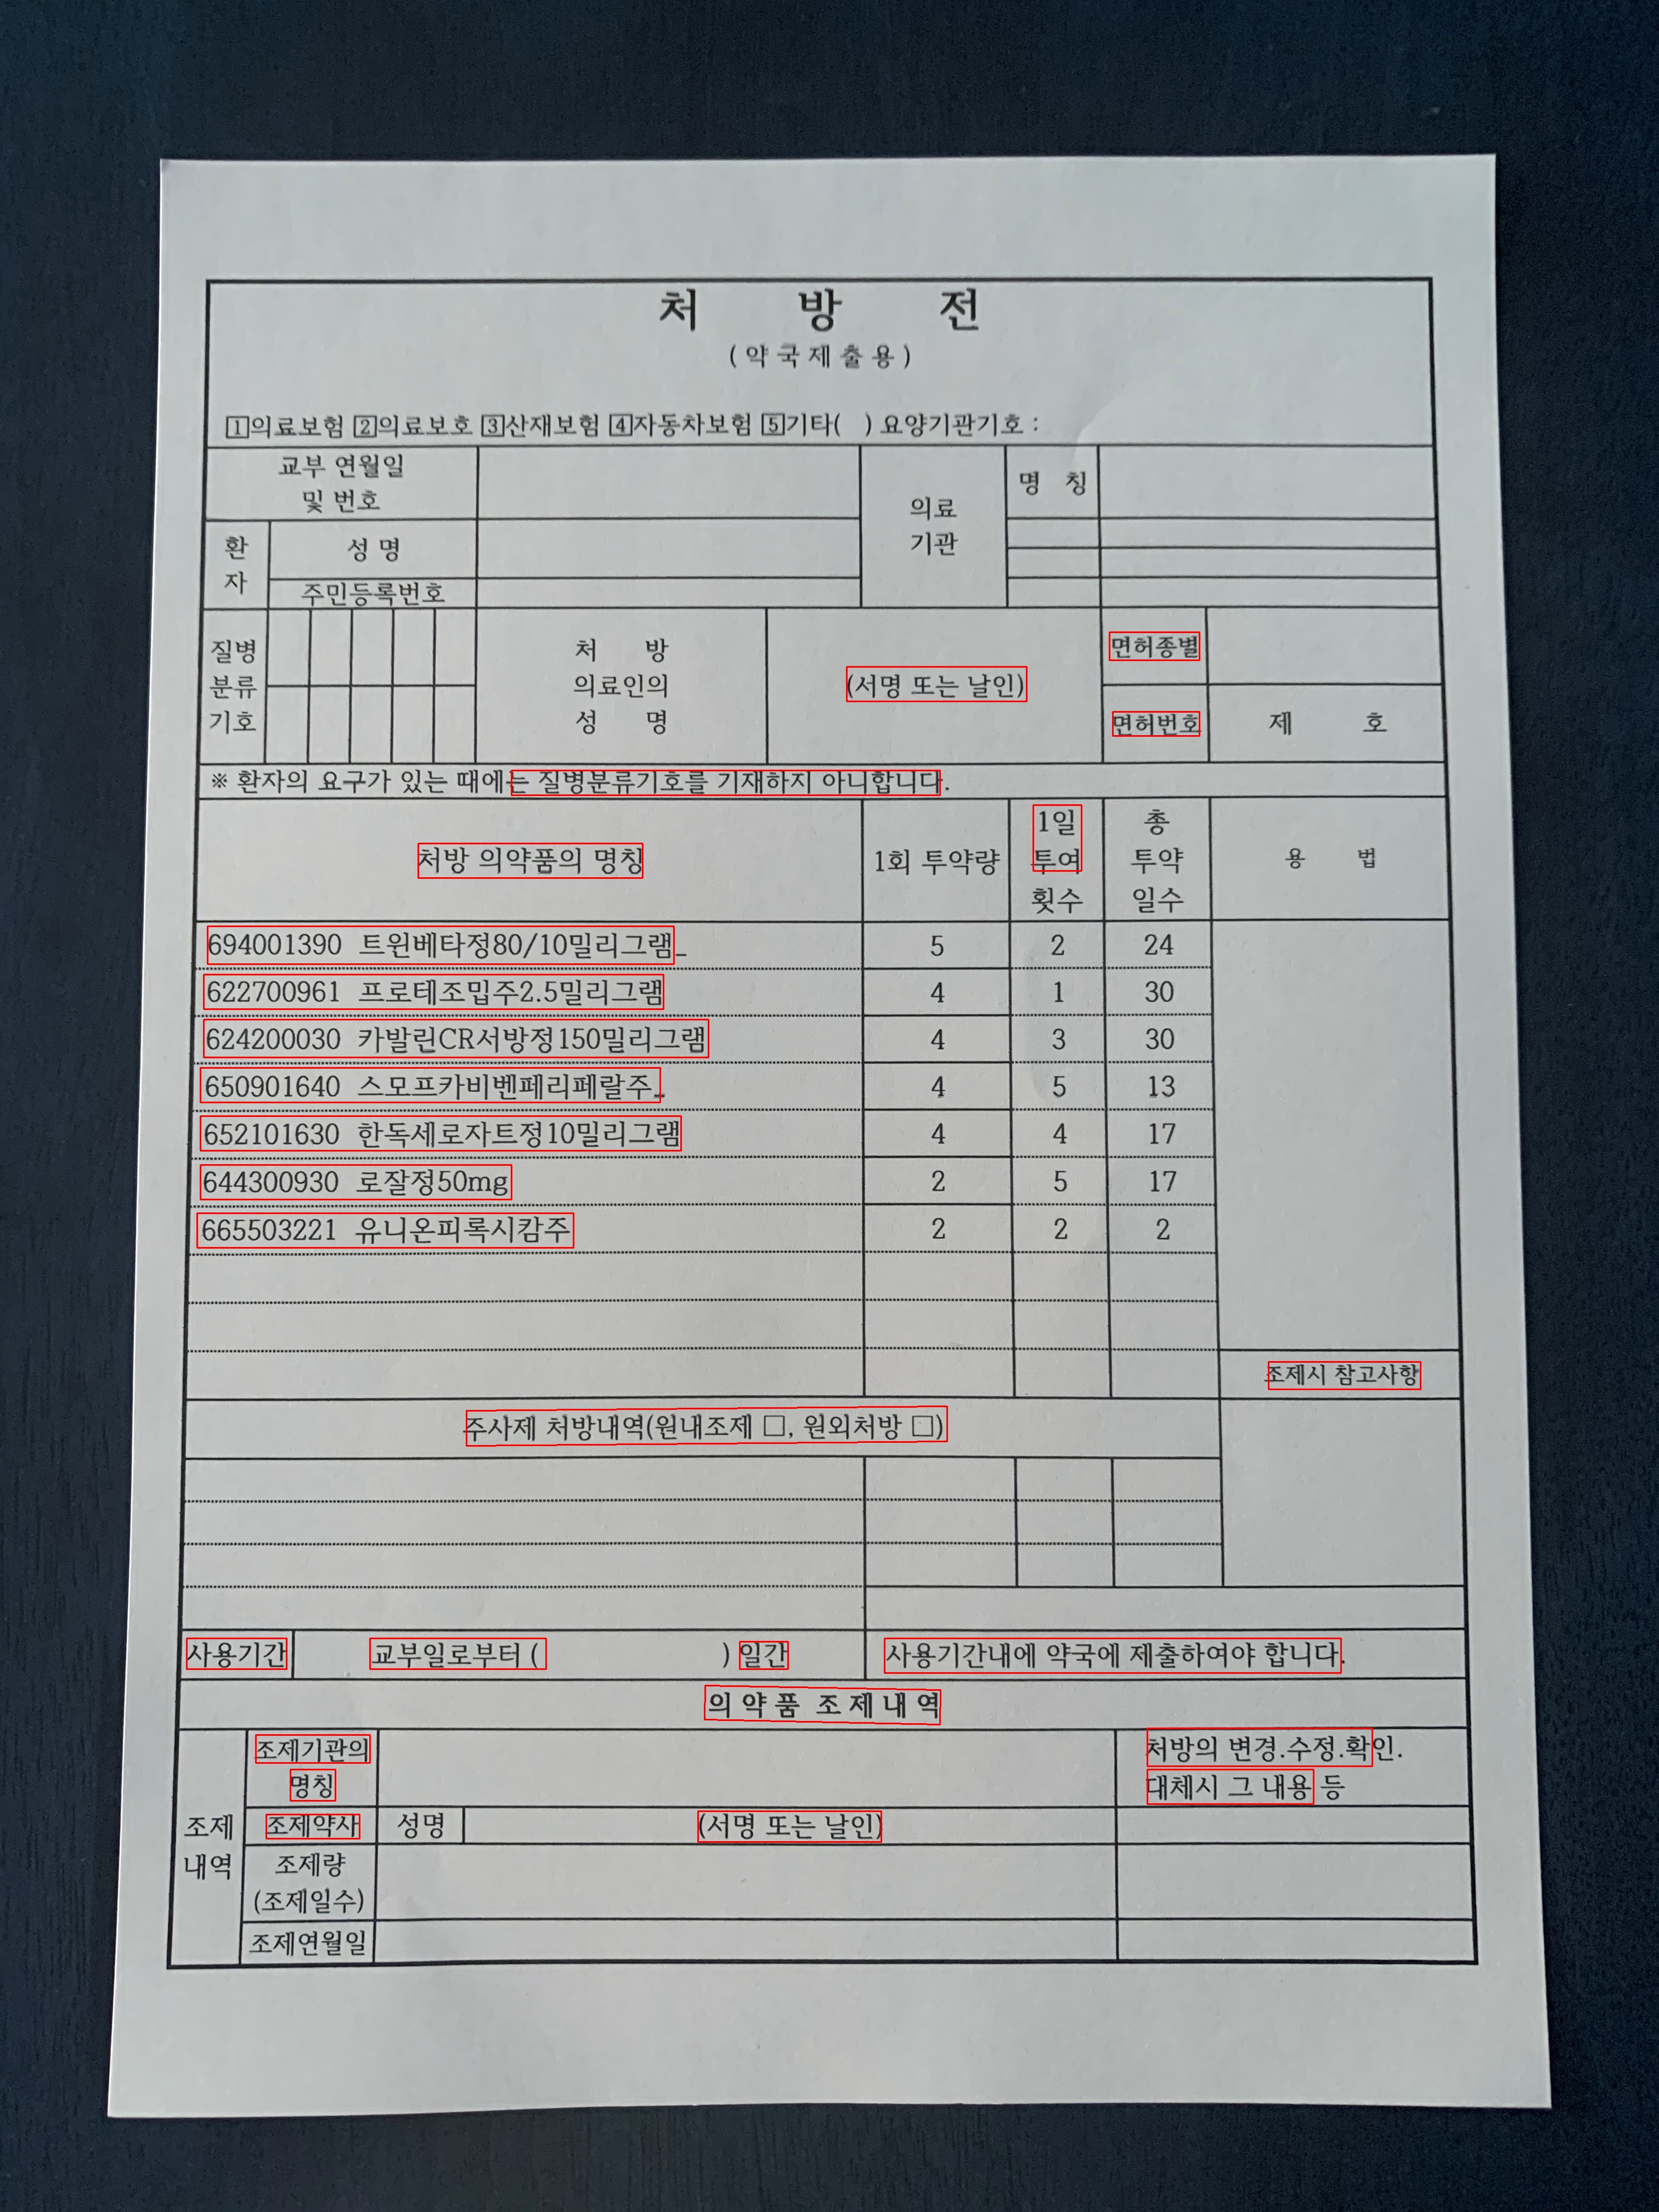 처 방 전
(약국제출용)
1 의료보험 2 의료보호 3 산재보험 4 자동차보험 5 기타( ) 요양기관기호 :
교부 연월일
및 번호
의료
기관
명 칭
환
자
성 명
주민등록번호
질병
분류
기호
처 방
의료인의
성 명
(서명 또는 날인)
면허종별
면허번호
제 호
※ 환자의 요구가 있는 때에는 질병분류기호를 기재하지 아니합니다.
처방 의약품의 명칭
1회 투약량
1일
투여
횟수
총
투약
일수
용 법
694001390 트윈베타정80/10밀리그램_ 5 2 24
622700961 프로테조밉주2.5밀리그램 4 1 30
624200030 카발린CR서방정150밀리그램 4 3 30
650901640 스모프카비벤페리페랄주_ 4 5 13
652101630 한독세로자트정10밀리그램 4 4 17
644300930 로잘정50mg 2 5 17
665503221 유니온피록시캄주 2 2 2
조제시 참고사항
주사제 처방내역(원내조제 □, 원외처방 □)
사용기간 교부일로부터 ( ) 일간 사용기간내에 약국에 제출하여야 합니다.
의 약 품 조 제 내 역
조제
내역
조제기관의
명칭
처방의 변경.수정.확인.
대체시 그 내용 등
조제약사 성명 (서명 또는 날인)
조제량
(조제일수)
조제연월일